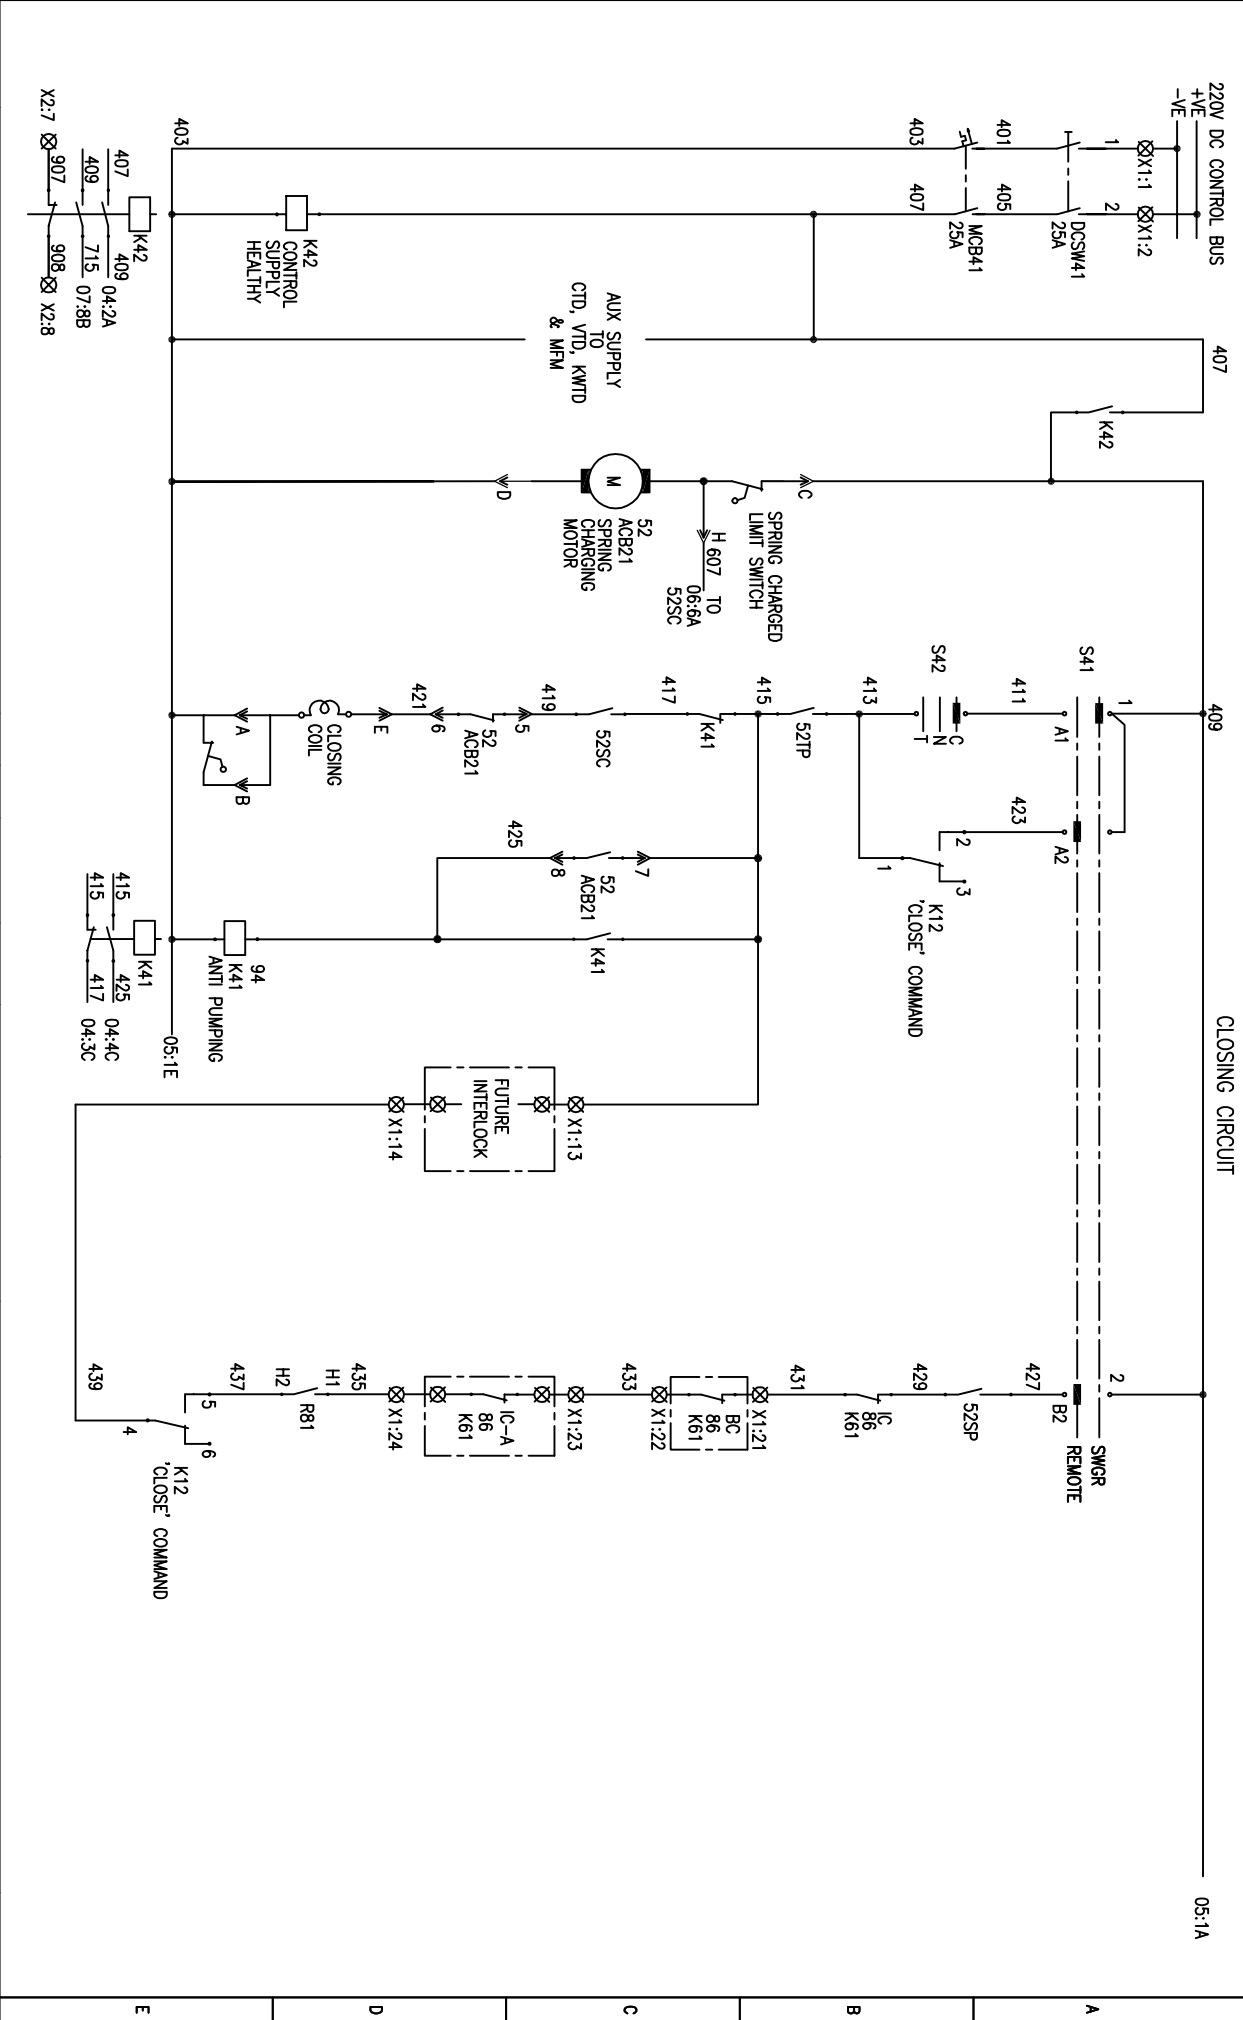 CLOSING CIRCUIT
220V DC CONTROL BUS
+VE
-VE
X1:1
X1:2
1
2
DCSW41
25A
401
405
MCB41
25A
403
407
403
K42
CONTROL
SUPPLY
HEALTHY
K42
407
409
04:2A
409
715
07:8B
X2:7
907
908
X2:8
AUX SUPPLY
TO
CTD, VTD, KWTD
& MFM
407
K42
C
SPRING CHARGED
LIMIT SWITCH
H 607
TO
06:6A
52SC
M
52
ACB21
SPRING
CHARGING
MOTOR
D
409
S41
1
A1
A2
411
423
S42
C
N
T
413
2
3
1
K12
'CLOSE' COMMAND
52TP
415
K41
417
52SC
419
5
52
ACB21
6
421
E
CLOSING
COIL
A
B
7
52
ACB21
8
425
K41
94
K41
ANTI PUMPING
K41
415
425
04:4C
415
417
04:3C
05:1E
X1:13
FUTURE
INTERLOCK
X1:14
2
B2
SWGR
REMOTE
427
52SP
429
IC
86
K61
431
X1:21
BC
86
K61
X1:22
433
X1:23
IC-A
86
K61
X1:24
435
H1
R81
H2
437
5
6
4
K12
'CLOSE' COMMAND
439
05:1A
A
B
C
D
E